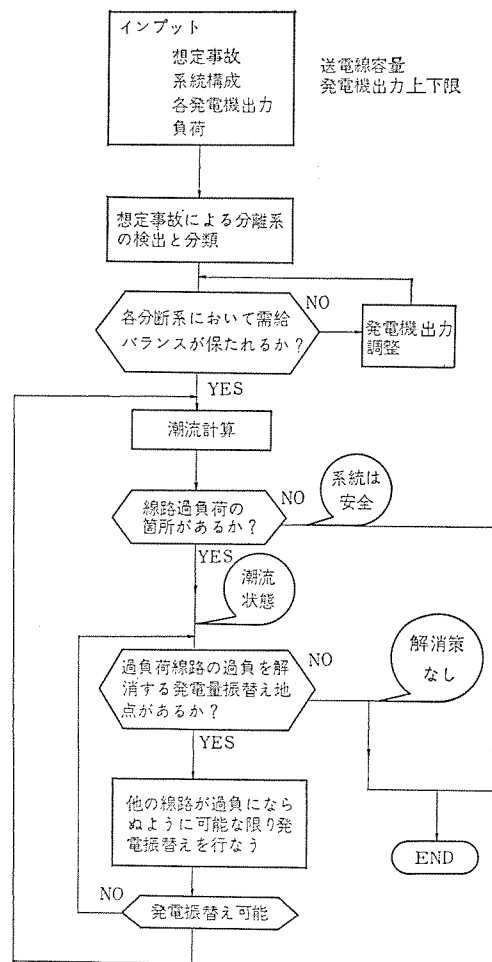 インプット
想定事故
系統構成
各発電機出力
負荷
送電線容量
発電機出力上下限
想定事故による分離系
の検出と分類
各分断系において需給
バランスが保たれるか?
NO
発電機出力
調整
YES
潮流計算
線路過負荷の
箇所があるか?
NO
系統は
安全
YES
潮流
状態
過負荷線路の過負を解
消する発電量振替え地
点があるか?
NO
解消策
なし
YES
他の線路が過負になら
ぬように可能な限り発
電振替えを行なう
END
NO
発電振替え可能